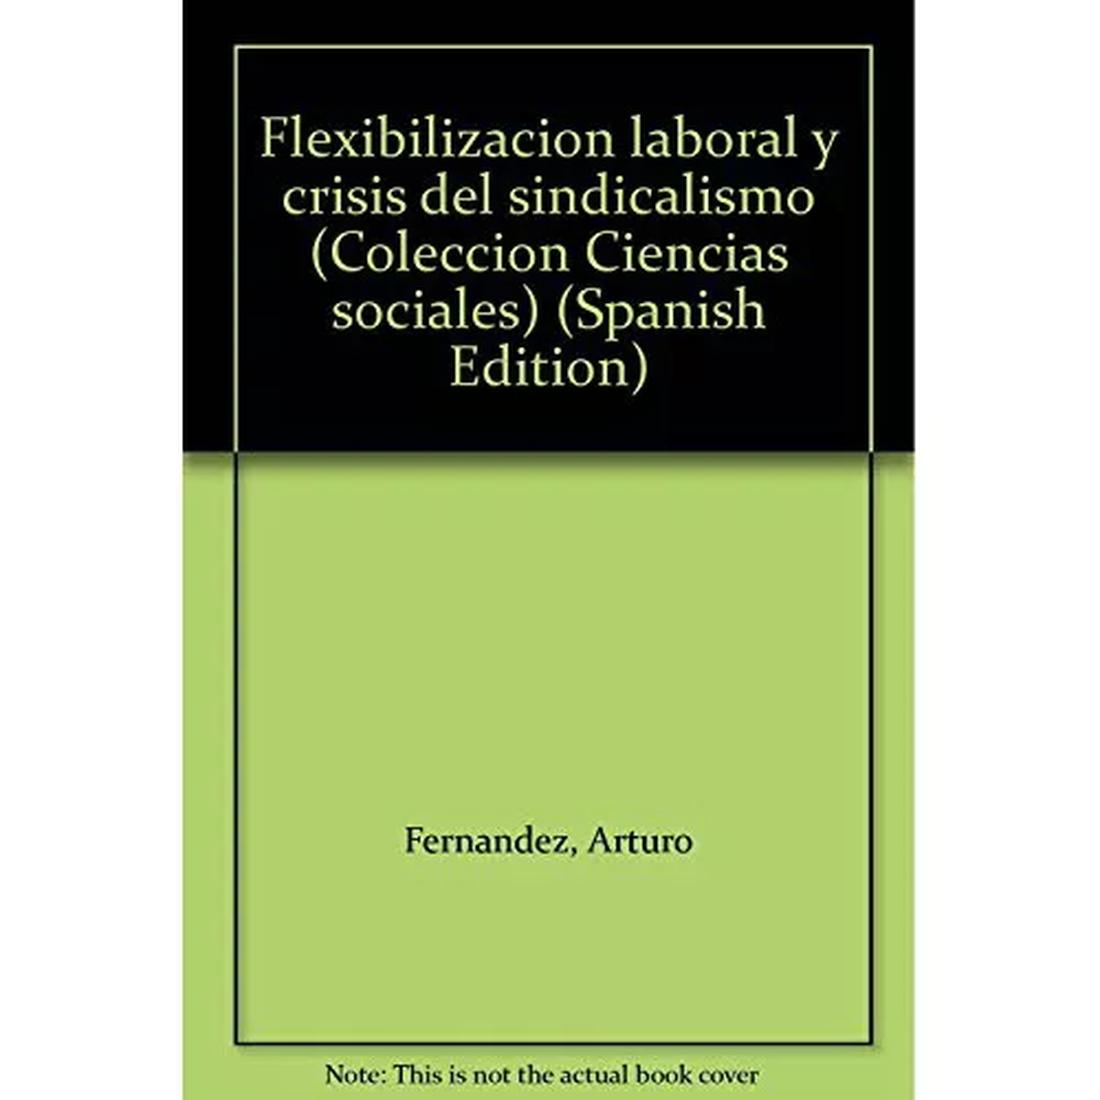 Flexibilizacion laboral y
crisis del sindicalismo
(Coleccion Ciencias
sociales) (Spanish
Edition)
Fernandez, Arturo
Note: This is not the actual book cover